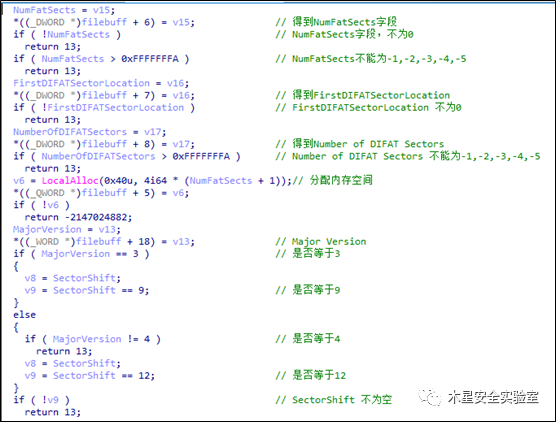 NumFatSects = v15;
*((_DWORD *)filebuff + 6) = v15; // 得到NumFatSects字段
if ( !NumFatSects ) // NumFatSects字段，不为0
return 13;
if ( NumFatSects > 0xFFFFFFFA ) // NumFatSects不能为-1,-2,-3,-4,-5
return 13;
FirstDIFATSectorLocation = v16;
*((_DWORD *)filebuff + 7) = v16; // 得到FirstDIFATSectorLocation
if ( !FirstDIFATSectorLocation ) // FirstDIFATSectorLocation 不为0
return 13;
NumberOfDIFATSectors = v17;
*((_DWORD *)filebuff + 8) = v17; // 得到Number of DIFAT Sectors
if ( NumberOfDIFATSectors > 0xFFFFFFFA ) // Number of DIFAT Sectors 不能为-1,-2,-3,-4,-5
return 13;
v6 = LocalAlloc(0x40u, 4i64 * (NumFatSects + 1));// 分配内存空间
*((_QWORD *)filebuff + 5) = v6;
if ( !v6 )
return -2147024882;
MajorVersion = v13;
*((_WORD *)filebuff + 18) = v13; // Major Version
if ( MajorVersion == 3 ) // 是否等于3
{
v8 = SectorShift;
v9 = SectorShift == 9; // 是否等于9
}
else
{
if ( MajorVersion != 4 ) // 是否等于4
return 13;
v8 = SectorShift;
v9 = SectorShift == 12; // 是否等于12
}
if ( !v9 ) // SectorShift 不为空
return 13;
木星安全实验室